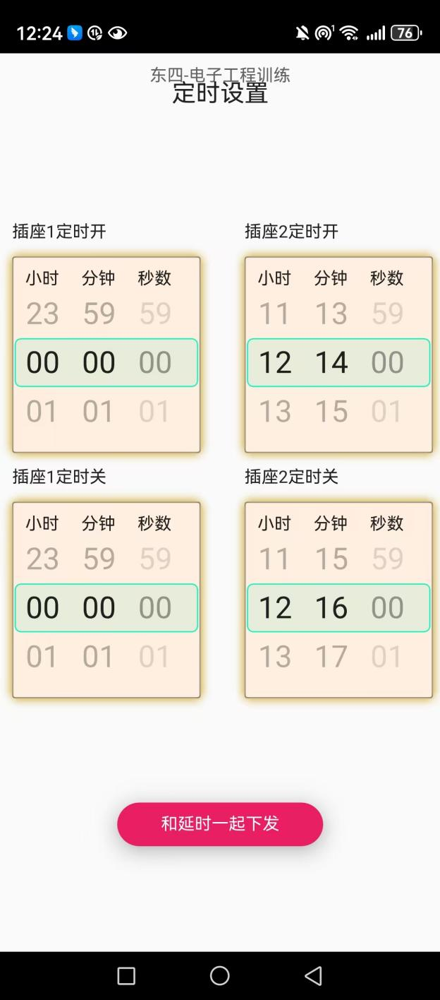 12:24 1 76
东四-电子工程训练
定时设置
插座1定时开 插座2定时开
小时 分钟 秒数 小时 分钟 秒数
23 59 59 11 13 59
00 00 00 12 14 00
01 01 01 13 15 01
插座1定时关 插座2定时关
小时 分钟 秒数 小时 分钟 秒数
23 59 59 11 15 59
00 00 00 12 16 00
01 01 01 13 17 01
和延时一起下发